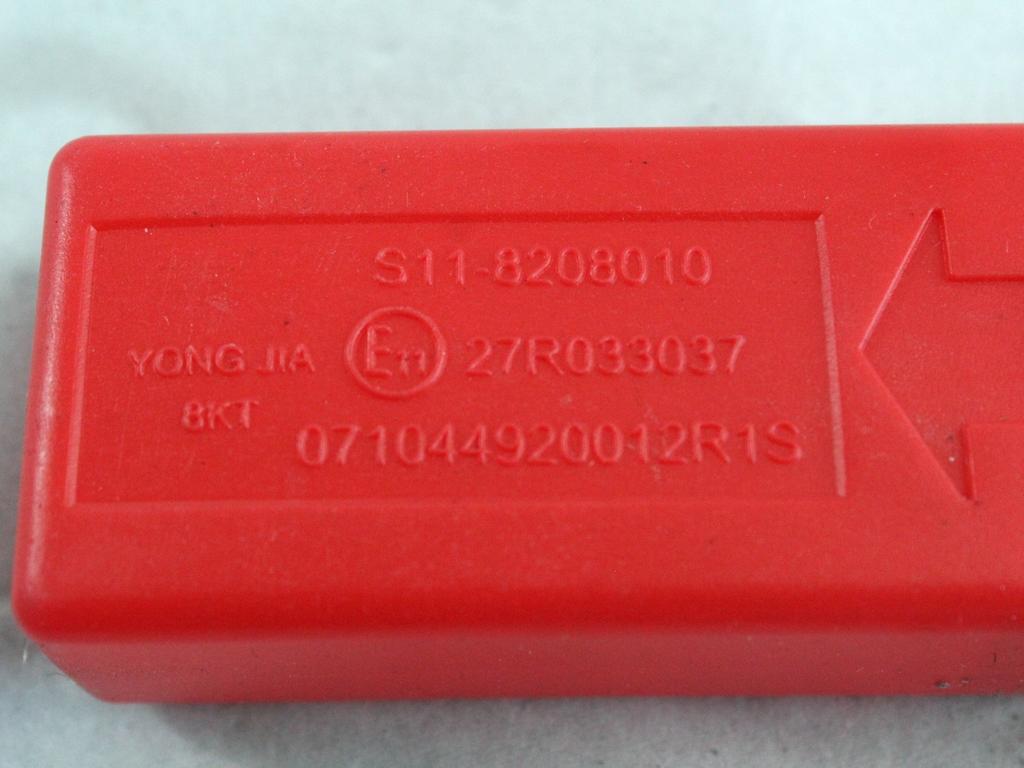 S11-8208010
YONG JIA E11 27R033037
8KT
071044920012R1S